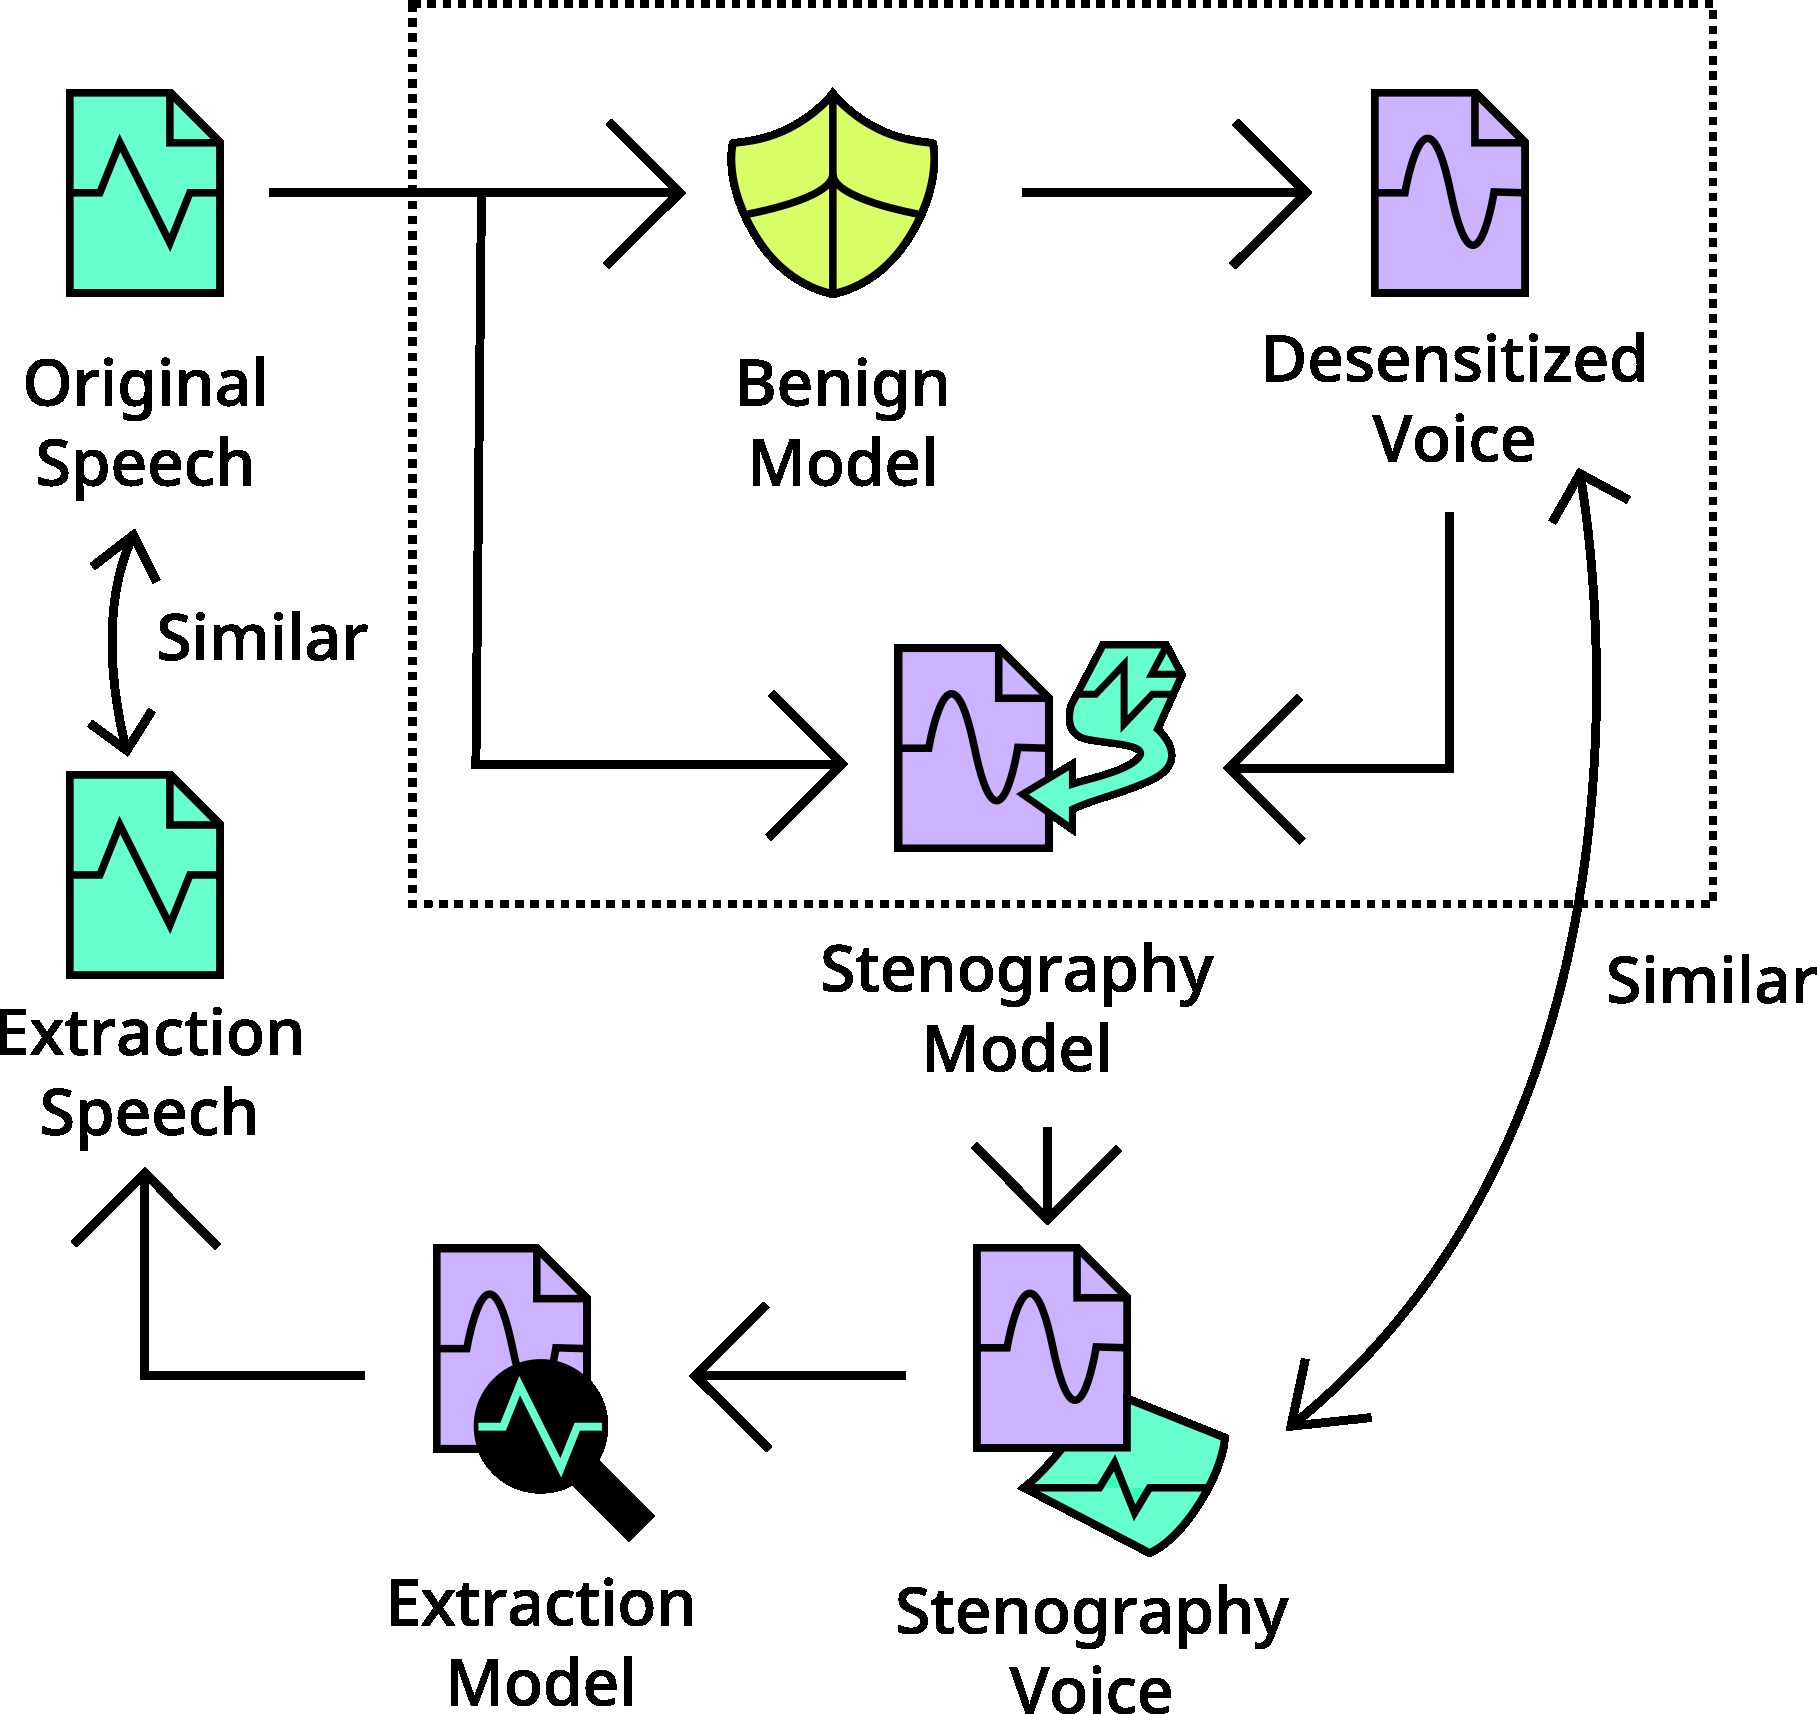 Original
Speech
Benign
Model
Desensitized
Voice
Similar
Extraction
Speech
Stenography
Model
Similar
Extraction
Model
Stenography
Voice